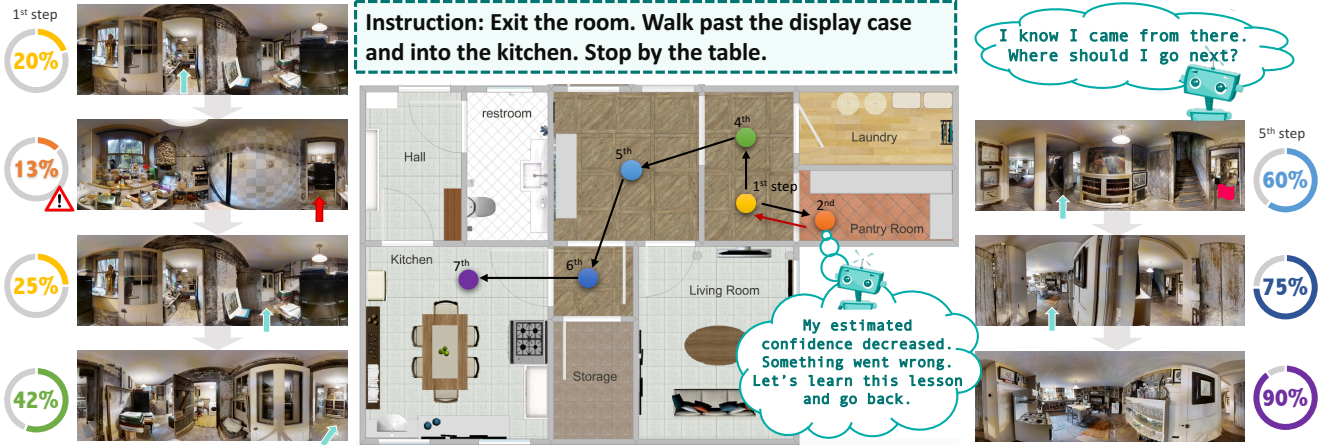 1st step
20%
13%
25%
42%
Instruction: Exit the room. Walk past the display case
and into the kitchen. Stop by the table.
restroom
Hall
4th
Laundry
5th
1st step
2nd
Pantry Room
Kitchen
7th
6th
Living Room
Storage
My estimated
confidence decreased.
Something went wrong.
Let's learn this lesson
and go back.
I know I came from there.
Where should I go next?
5th step
60%
75%
90%